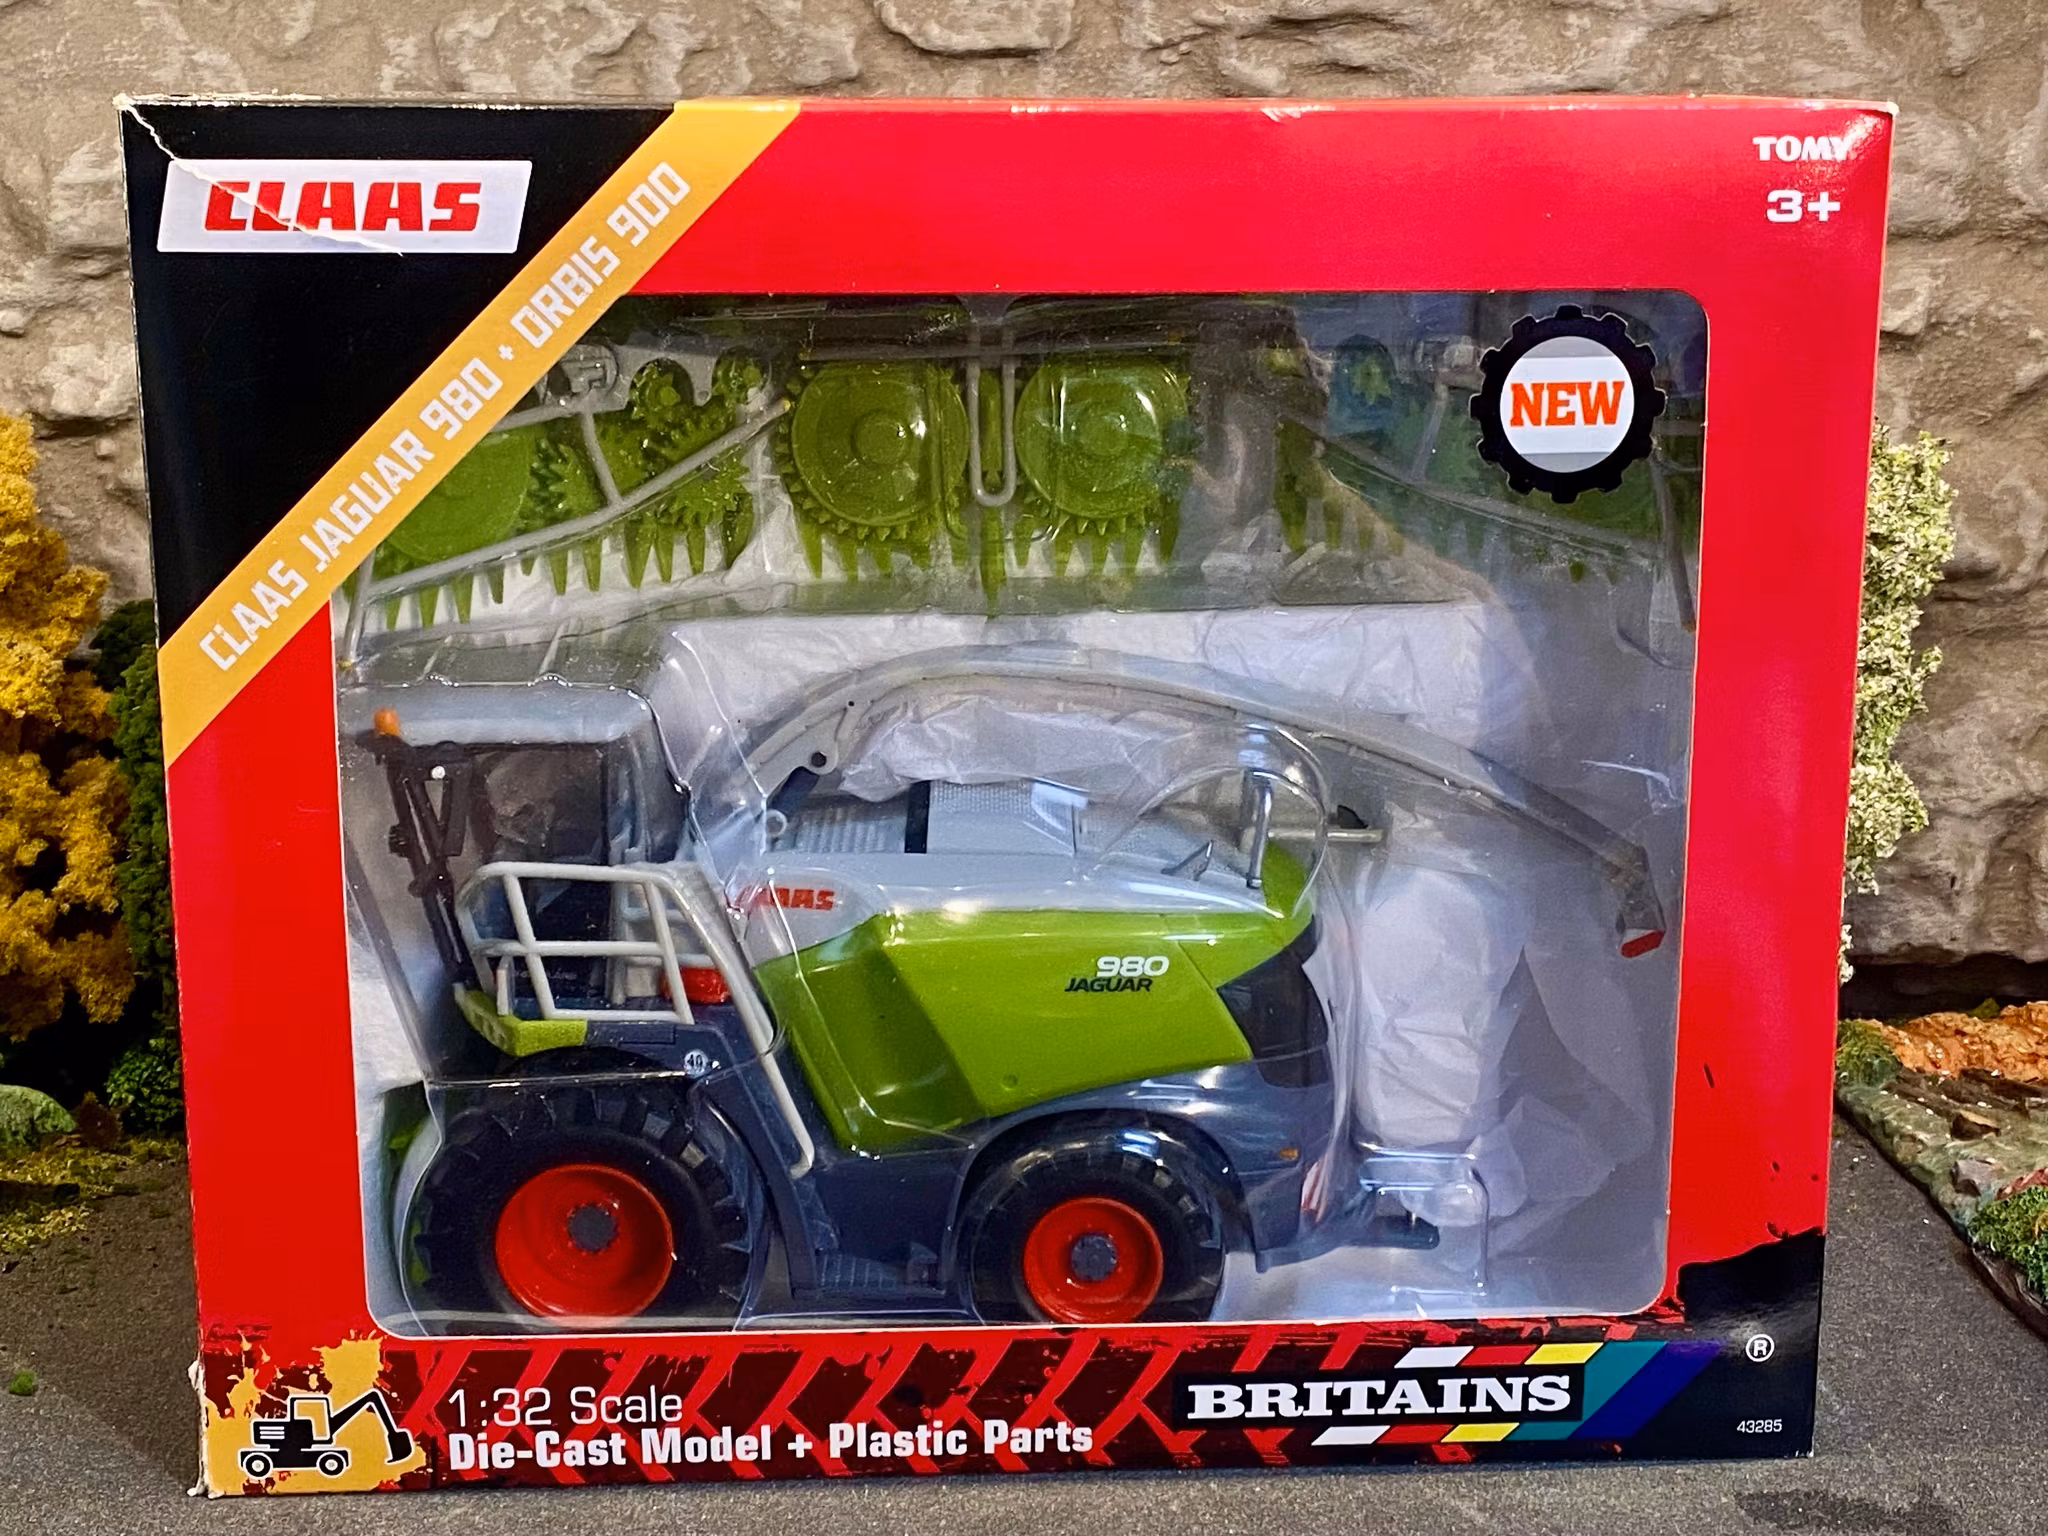 CLAAS
CLAAS JAGUAR 980 + ORBIS 900
TOMY
3+
NEW
CLAAS
980
JAGUAR
40
1:32 Scale
Die-Cast Model + Plastic Parts
BRITAINS
®
43285